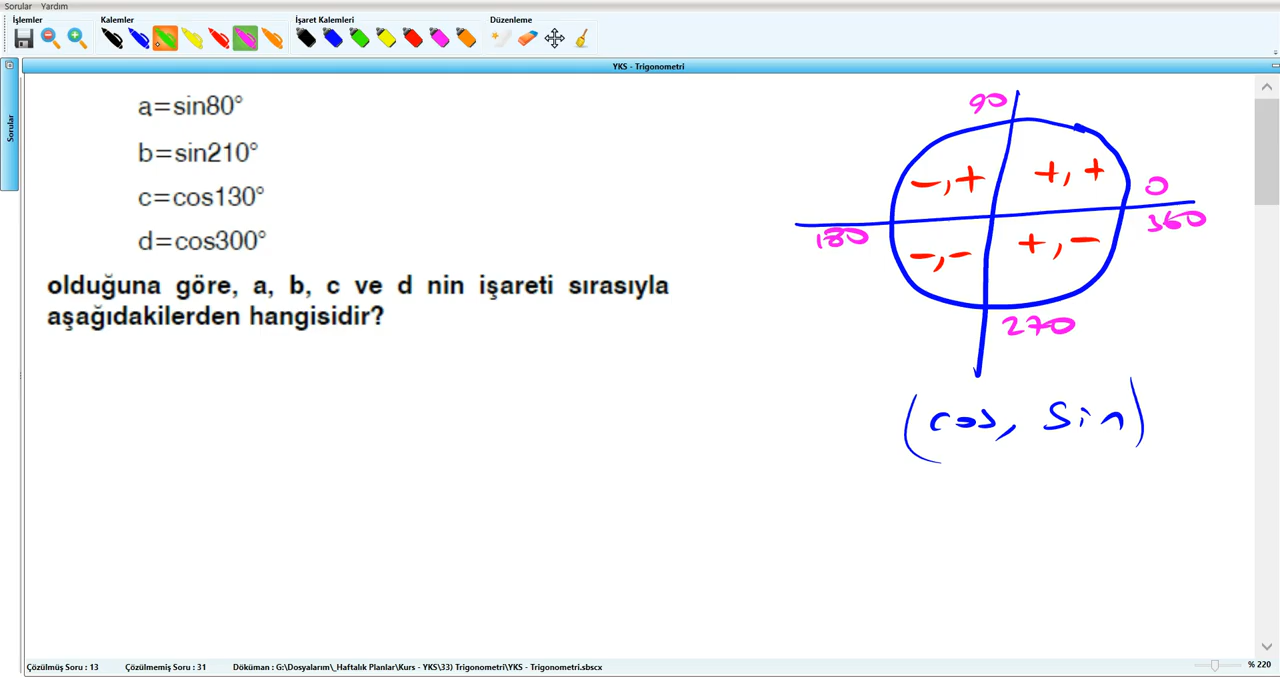 Sorular Yardım
İşlemler Kalemler İşaret Kalemleri Düzenleme
YKS - Trigonometri
Sorular
a=sin80°
b=sin210°
c=cos130°
d=cos300°
olduğuna göre, a, b, c ve d nin işareti sırasıyla
aşağıdakilerden hangisidir?
90
-,+ +,+
0
180 360
-,- +,-
270
(cos, Sin)
Çözülmüş Soru : 13 Çözülmemiş Soru : 31 Döküman : G:\Dosyalarım\_Haftalık Planlar\Kurs - YKS\33) Trigonometri\YKS - Trigonometri.sbscx % 220